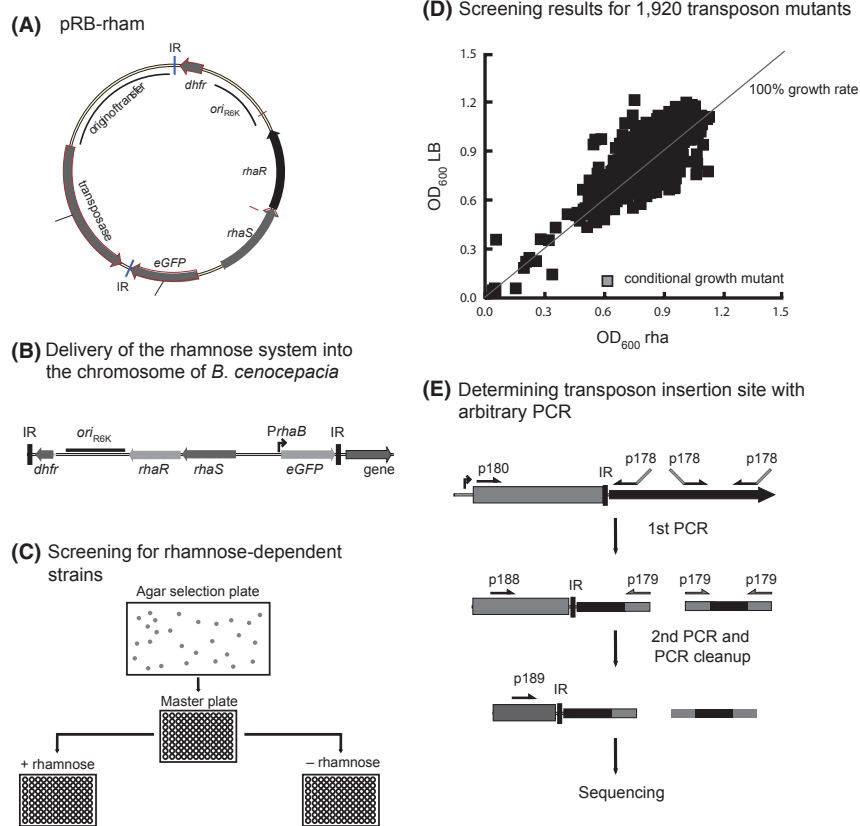 (A) pRB-rham
IR
dhfr
originoftransfer
oriR6K
rhaR
transposase
rhaS
eGFP
IR
(B) Delivery of the rhamnose system into
the chromosome of B. cenocepacia
IR
oriR6K
PrhaB
IR
dhfr
rhaR
rhaS
eGFP
gene
(C) Screening for rhamnose-dependent
strains
Agar selection plate
Master plate
+ rhamnose
– rhamnose
(D) Screening results for 1,920 transposon mutants
1.5
1.2
0.9
0.6
0.3
0.0
OD600 LB
100% growth rate
conditional growth mutant
0.0 0.3 0.6 0.9 1.2 1.5
OD600 rha
(E) Determining transposon insertion site with
arbitrary PCR
p180
IR
p178
p178
p178
1st PCR
p188
IR
p179
p179
p179
2nd PCR and
PCR cleanup
p189
IR
Sequencing